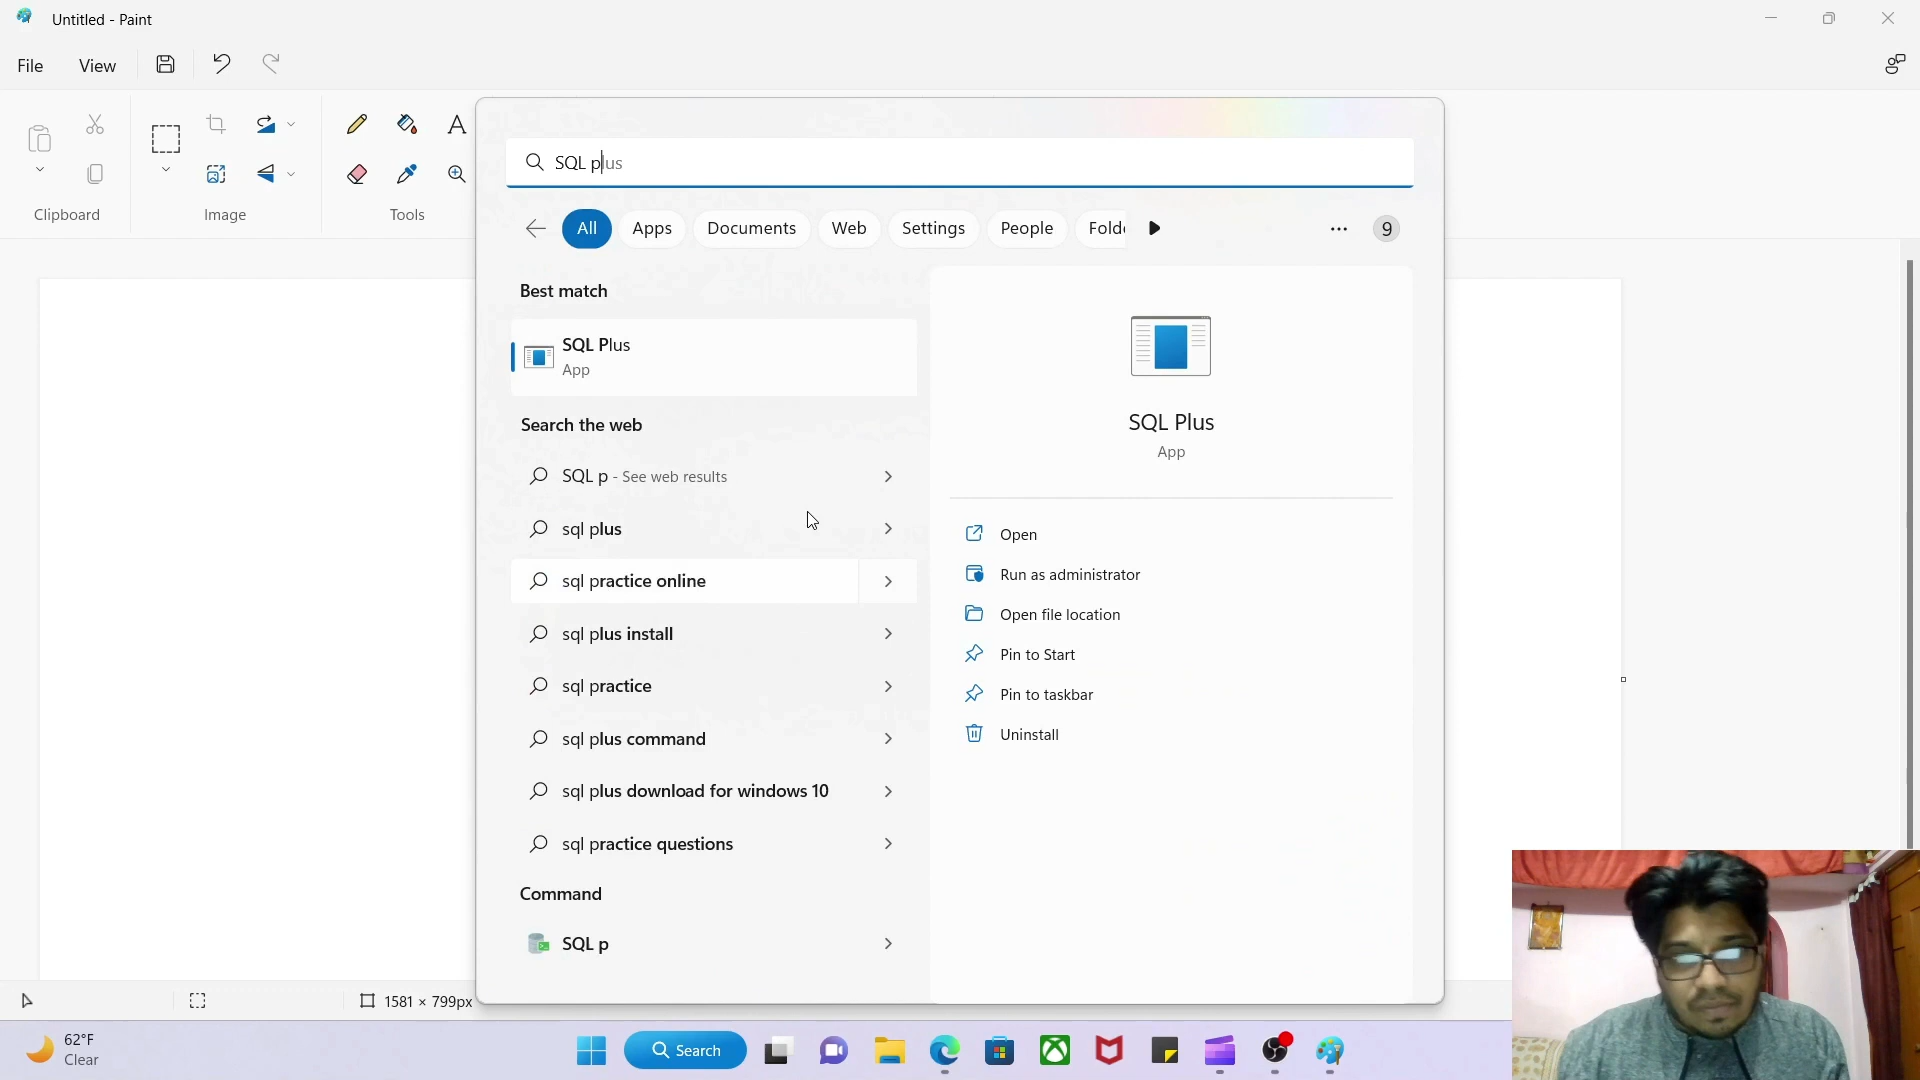 Untitled - Paint
File
View
Clipboard
Image
Tools
SQL plus
All
Apps
Documents
Web
Settings
People
Folde
9
Best match
SQL Plus
App
Search the web
SQL p - See web results
sql plus
sql practice online
sql plus install
sql practice
sql plus command
sql plus download for windows 10
sql practice questions
Command
SQL p
SQL Plus
App
Open
Run as administrator
Open file location
Pin to Start
Pin to taskbar
Uninstall
1581 × 799px
62°F
Clear
Search